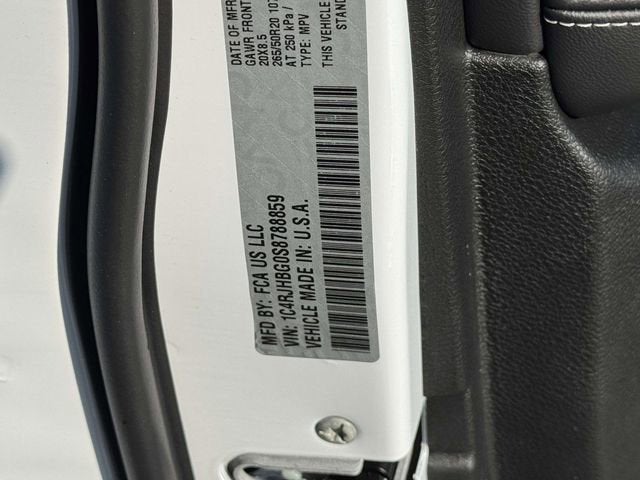 MFD BY: FCA US LLC
VIN: 1C4RJHBG0S8788859
VEHICLE MADE IN: U.S.A.
DATE OF MFR
GAWR FRONT
20X8.5
265/50R20 10
AT 250 kPa /
TYPE: MPV
THIS VEHICLE
STAND